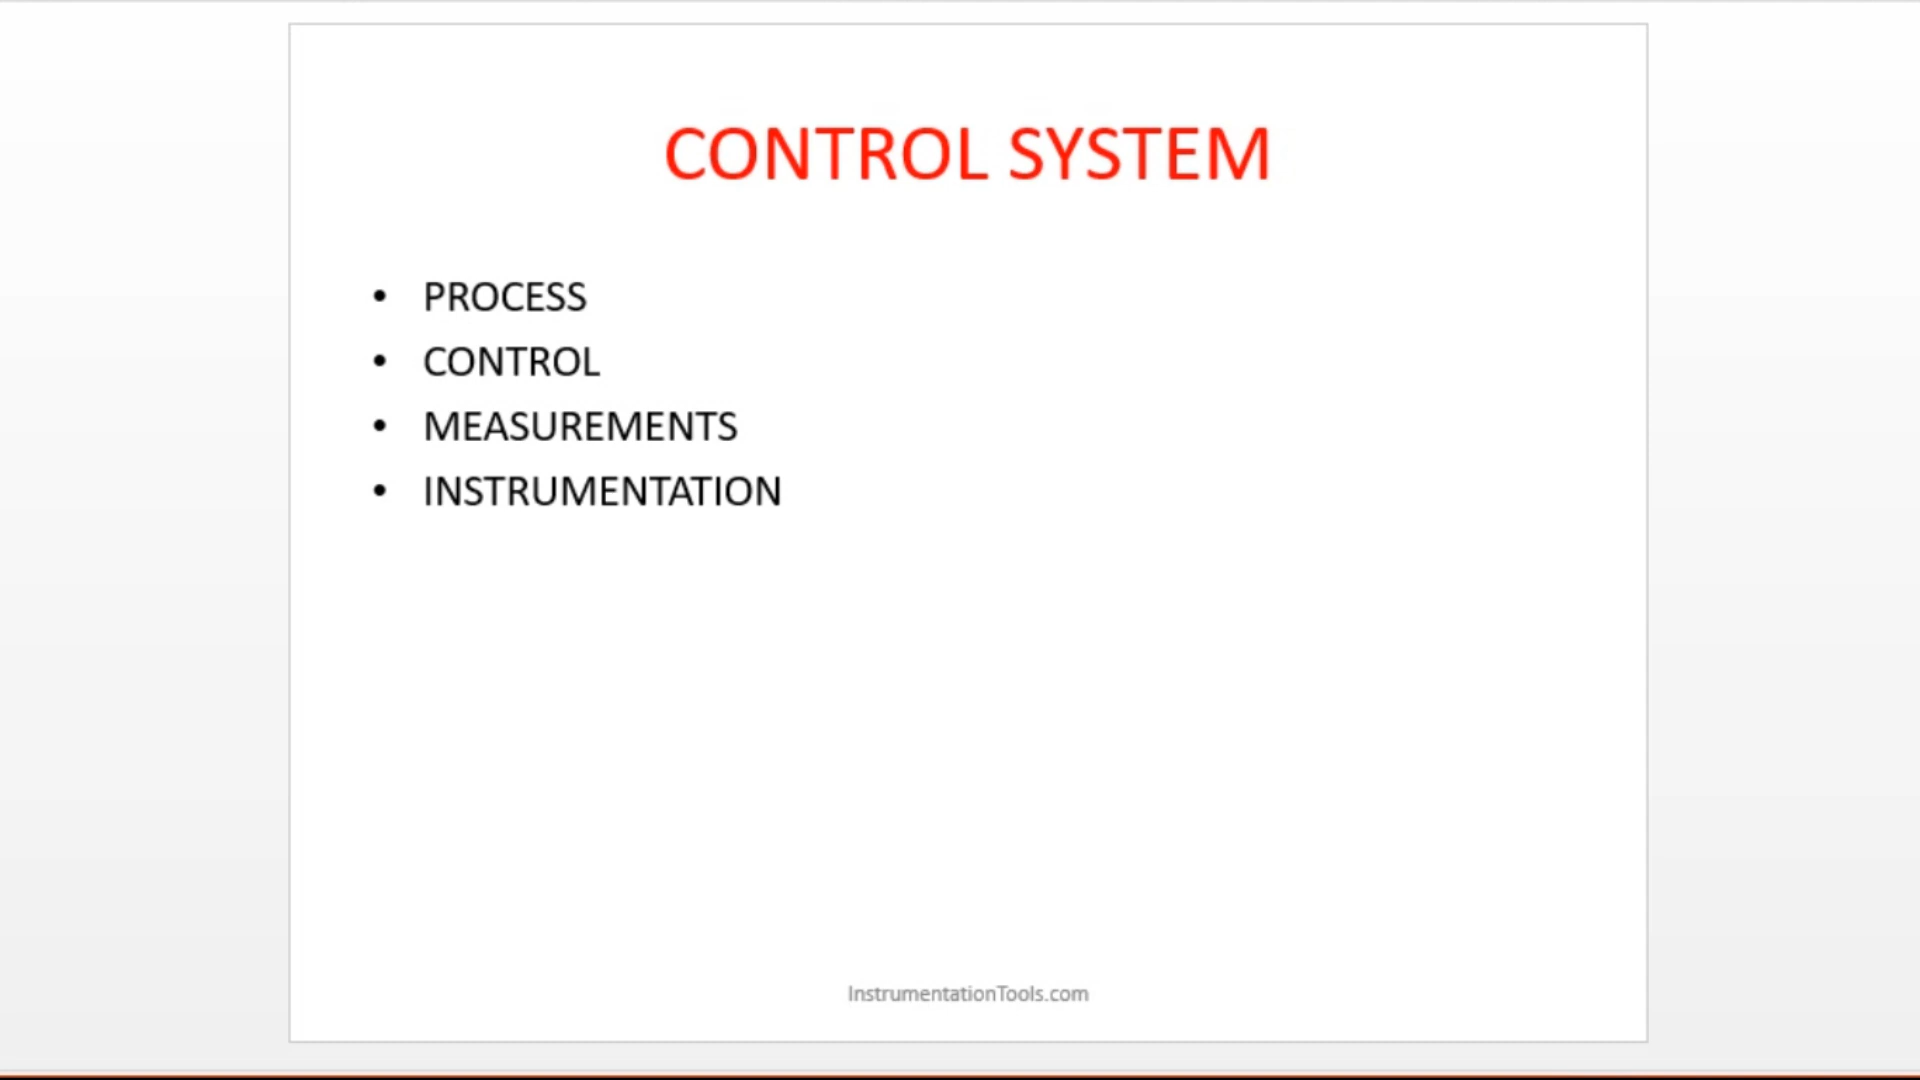 CONTROL SYSTEM
• PROCESS
• CONTROL
• MEASUREMENTS
• INSTRUMENTATION
InstrumentationTools.com